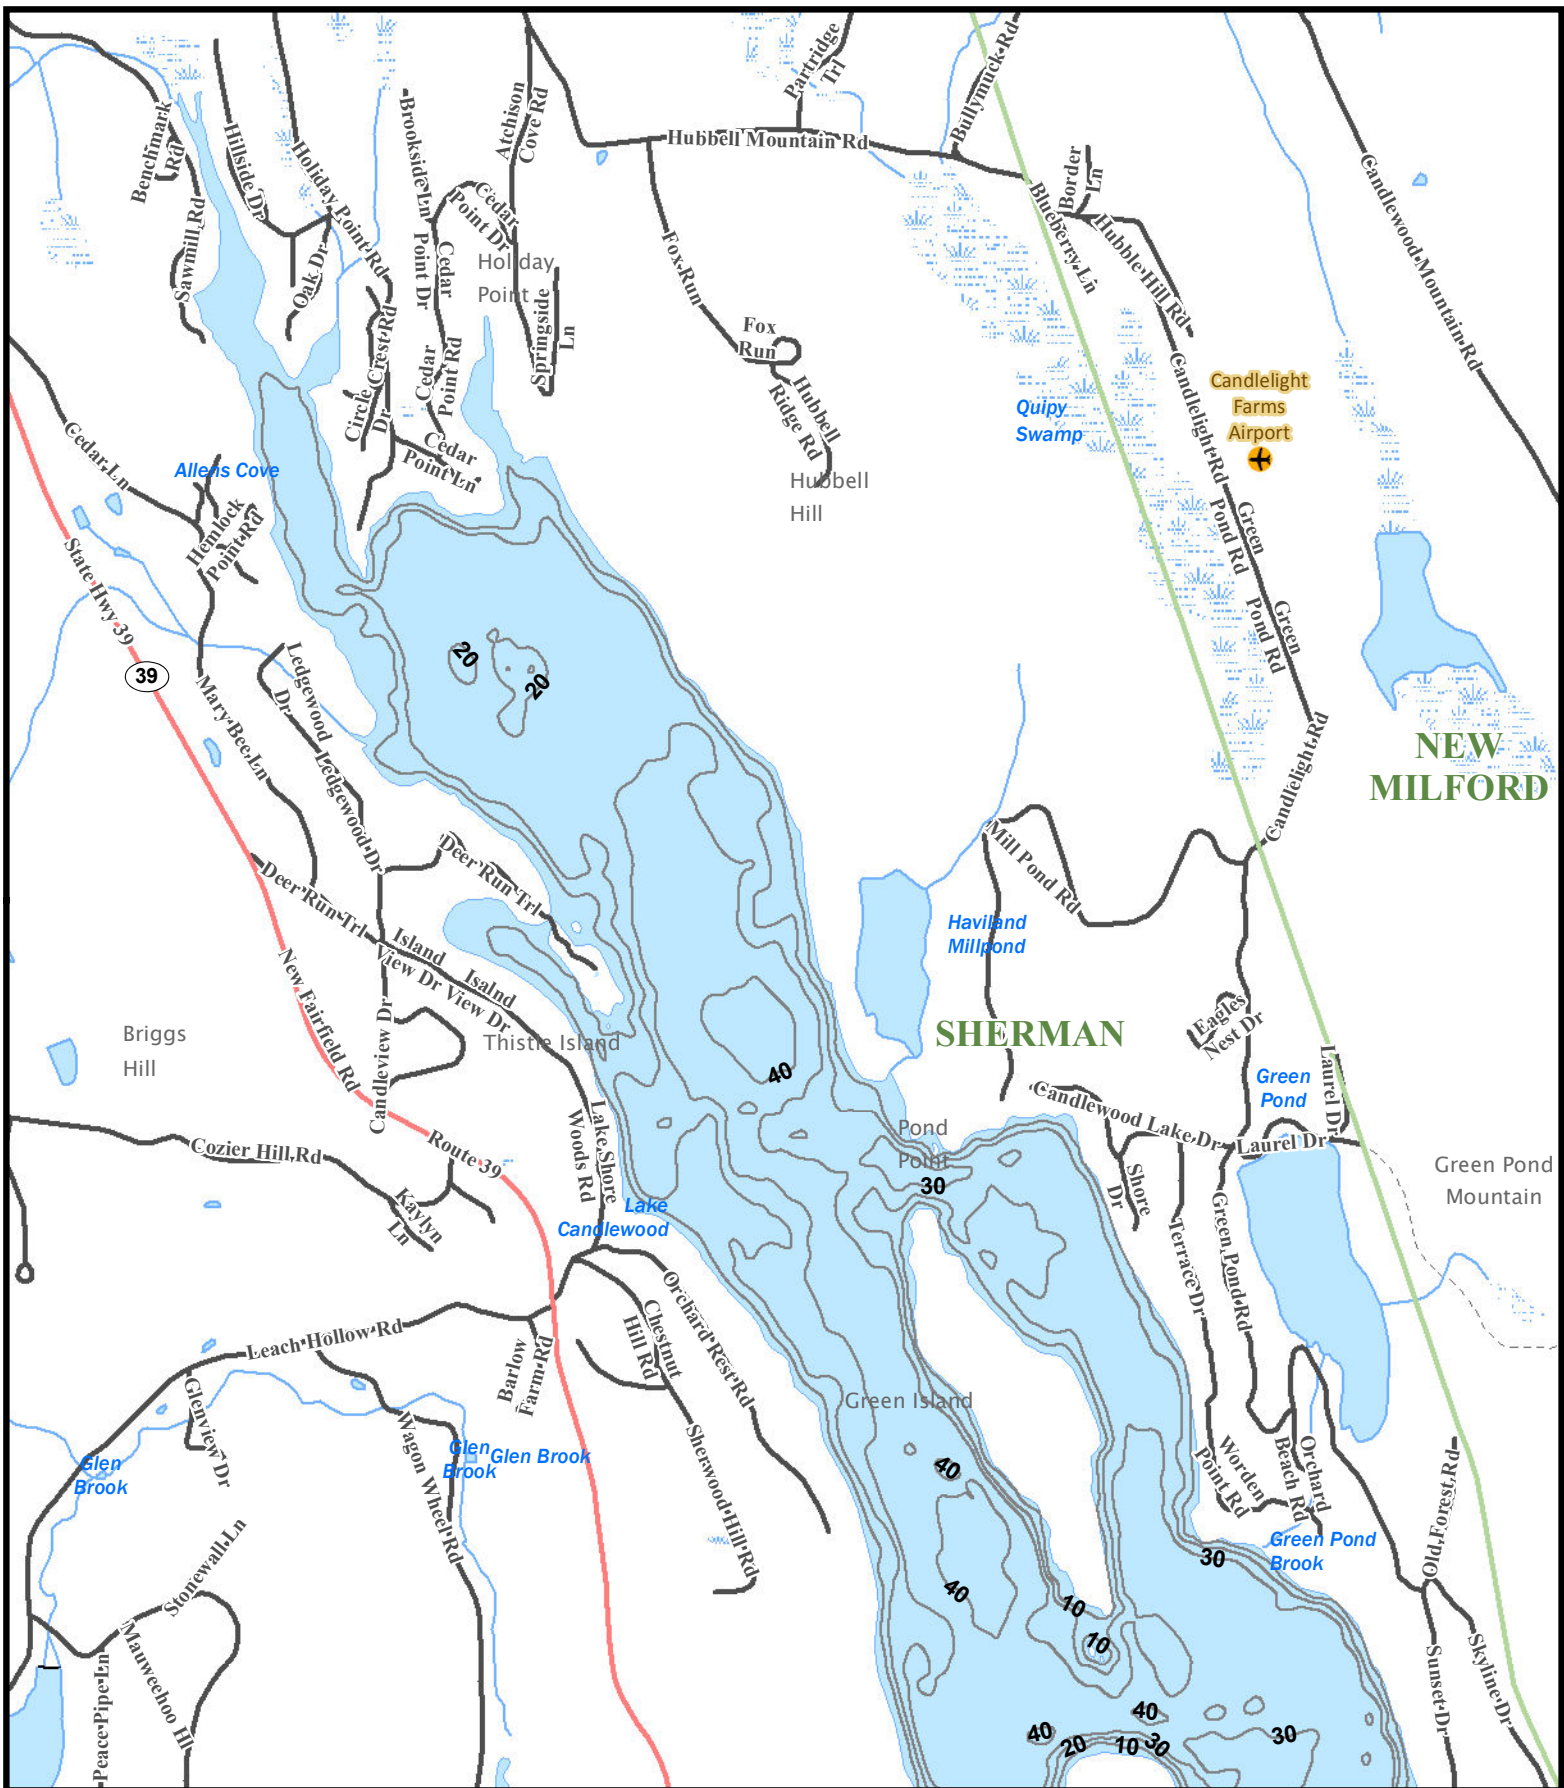 Benchmark
Rd
Hillside Dr
Holiday Point Rd
Brookside Ln
Atchison
Cove Rd
Partridge
Trl
Bullymuck Rd
Hubbell Mountain Rd
Candlewood Mountain Rd
Border
Ln
Blueberry Ln
Hubble Hill Rd
Sawmill Rd
Oak Dr
Cedar
Point Dr
Cedar
Point Dr
Holiday
Point
Fox Run
Springside
Ln
Fox
Run
Circle
Dr
Crest Rd
Cedar
Point Rd
Hubbell
Ridge Rd
Candlelight Rd
Candlelight
Farms
Airport
Quipy
Swamp
Cedar Ln
Allens Cove
Cedar
Point Ln
Hubbell
Hill
Hemlock
Point Rd
Green
Pond Rd
State Hwy 39
39
Green
Pond Rd
20
20
Ledgewood
Dr
Mary Bee Ln
Ledgewood Dr
Candlelight Rd
NEW
MILFORD
Deer Run Trl
Mill Pond Rd
Deer Run Trl
Haviland
Millpond
Island
View Dr
Isalnd
View Dr
New Fairfield Rd
Candleview Dr
Briggs
Hill
Thistle Island
SHERMAN
Eagles
Nest Dr
40
Green
Pond
Laurel Dr
Candlewood Lake Dr
Laurel Dr
Lake Shore
Woods Rd
Cozier Hill Rd
Route 39
Pond
Point
30
Green Pond
Mountain
Kaylyn
Ln
Lake
Candlewood
Shore
Dr
Terrace Dr
Green Pond Rd
Orchard Rest Rd
Chestnut
Hill Rd
Leach Hollow Rd
Barlow
Farm Rd
Green Island
Glenview Dr
Wagon Wheel Rd
Glen
Brook
Glen
Brook
Glen Brook
Sherwood Hill Rd
40
Worden
Point Rd
Orchard
Beach Rd
Old Forest Rd
Stonewall Ln
30
Green Pond
Brook
40
10
10
Mauweehoo Hl
Peace Pipe Ln
Sunset Dr
Skyline Dr
40
40
20
10
30
30